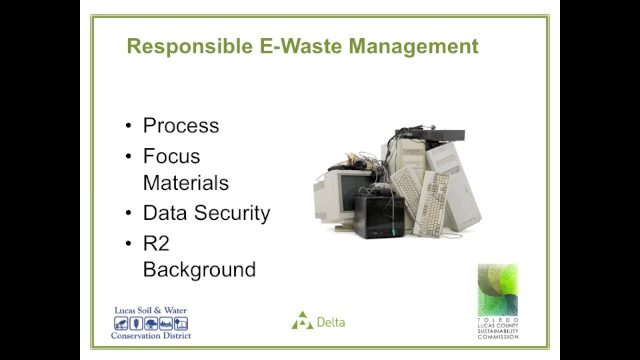 Responsible E-Waste Management
• Process
• Focus
Materials
• Data Security
• R2
Background
Lucas Soil & Water
Conservation District
Delta
TOLEDO
LUCAS COUNTY
SUSTAINABILITY
COMMISSION